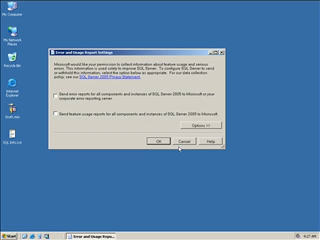 My Computer
Error and Usage Report Settings
Microsoft would like your permission to collect information about feature usage and serious
errors. This information is used solely to improve SQL Server. To configure SQL Server to send
or withhold this information, select the option below as appropriate. For our data collection
policy, see our SQL Server 2005 Privacy Statement.
My Network
Places
Recycle Bin
Send error reports for all components and instances of SQL Server 2005 to Microsoft or your
corporate error reporting server.
Internet
Explorer
Send feature usage reports for all components and instances of SQL Server 2005 to Microsoft.
Options >>
OK
Cancel
Help
Start
Error and Usage Repo...
4:27 AM